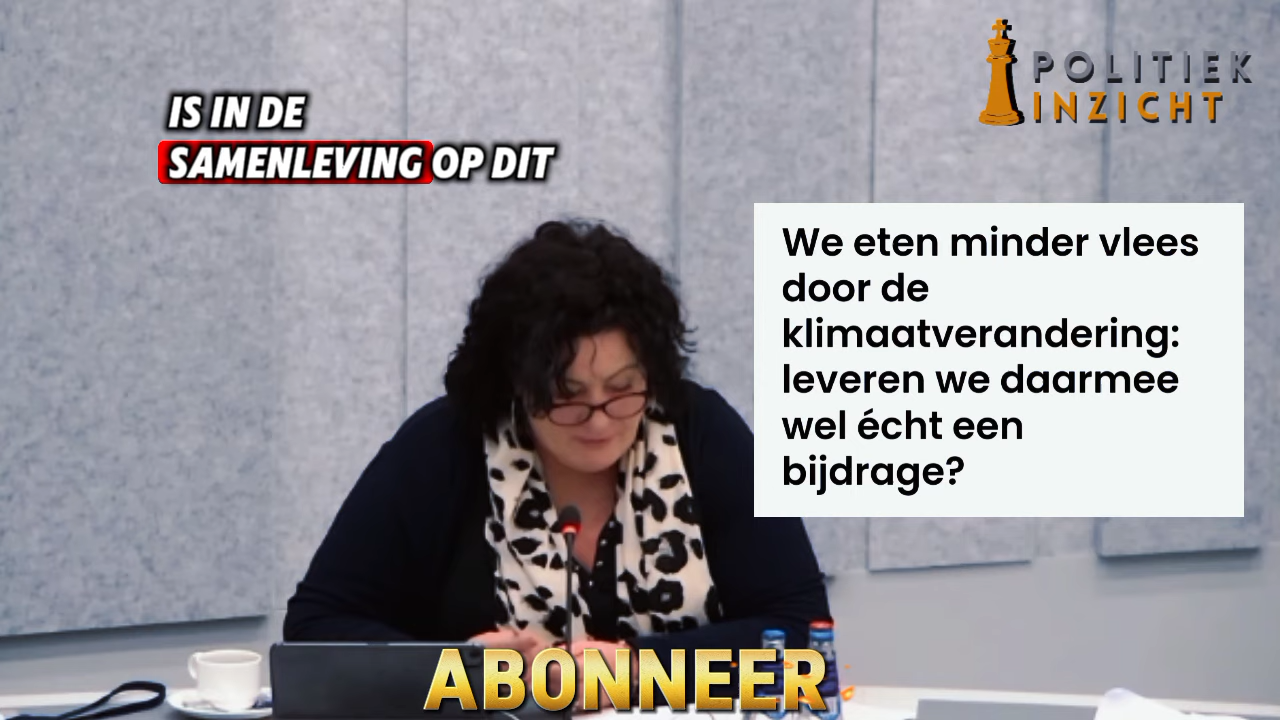 POLITIEK
INZICHT
IS IN DE
SAMENLEVING OP DIT
We eten minder vlees
door de
klimaatverandering:
leveren we daarmee
wel écht een
bijdrage?
ABONNEER